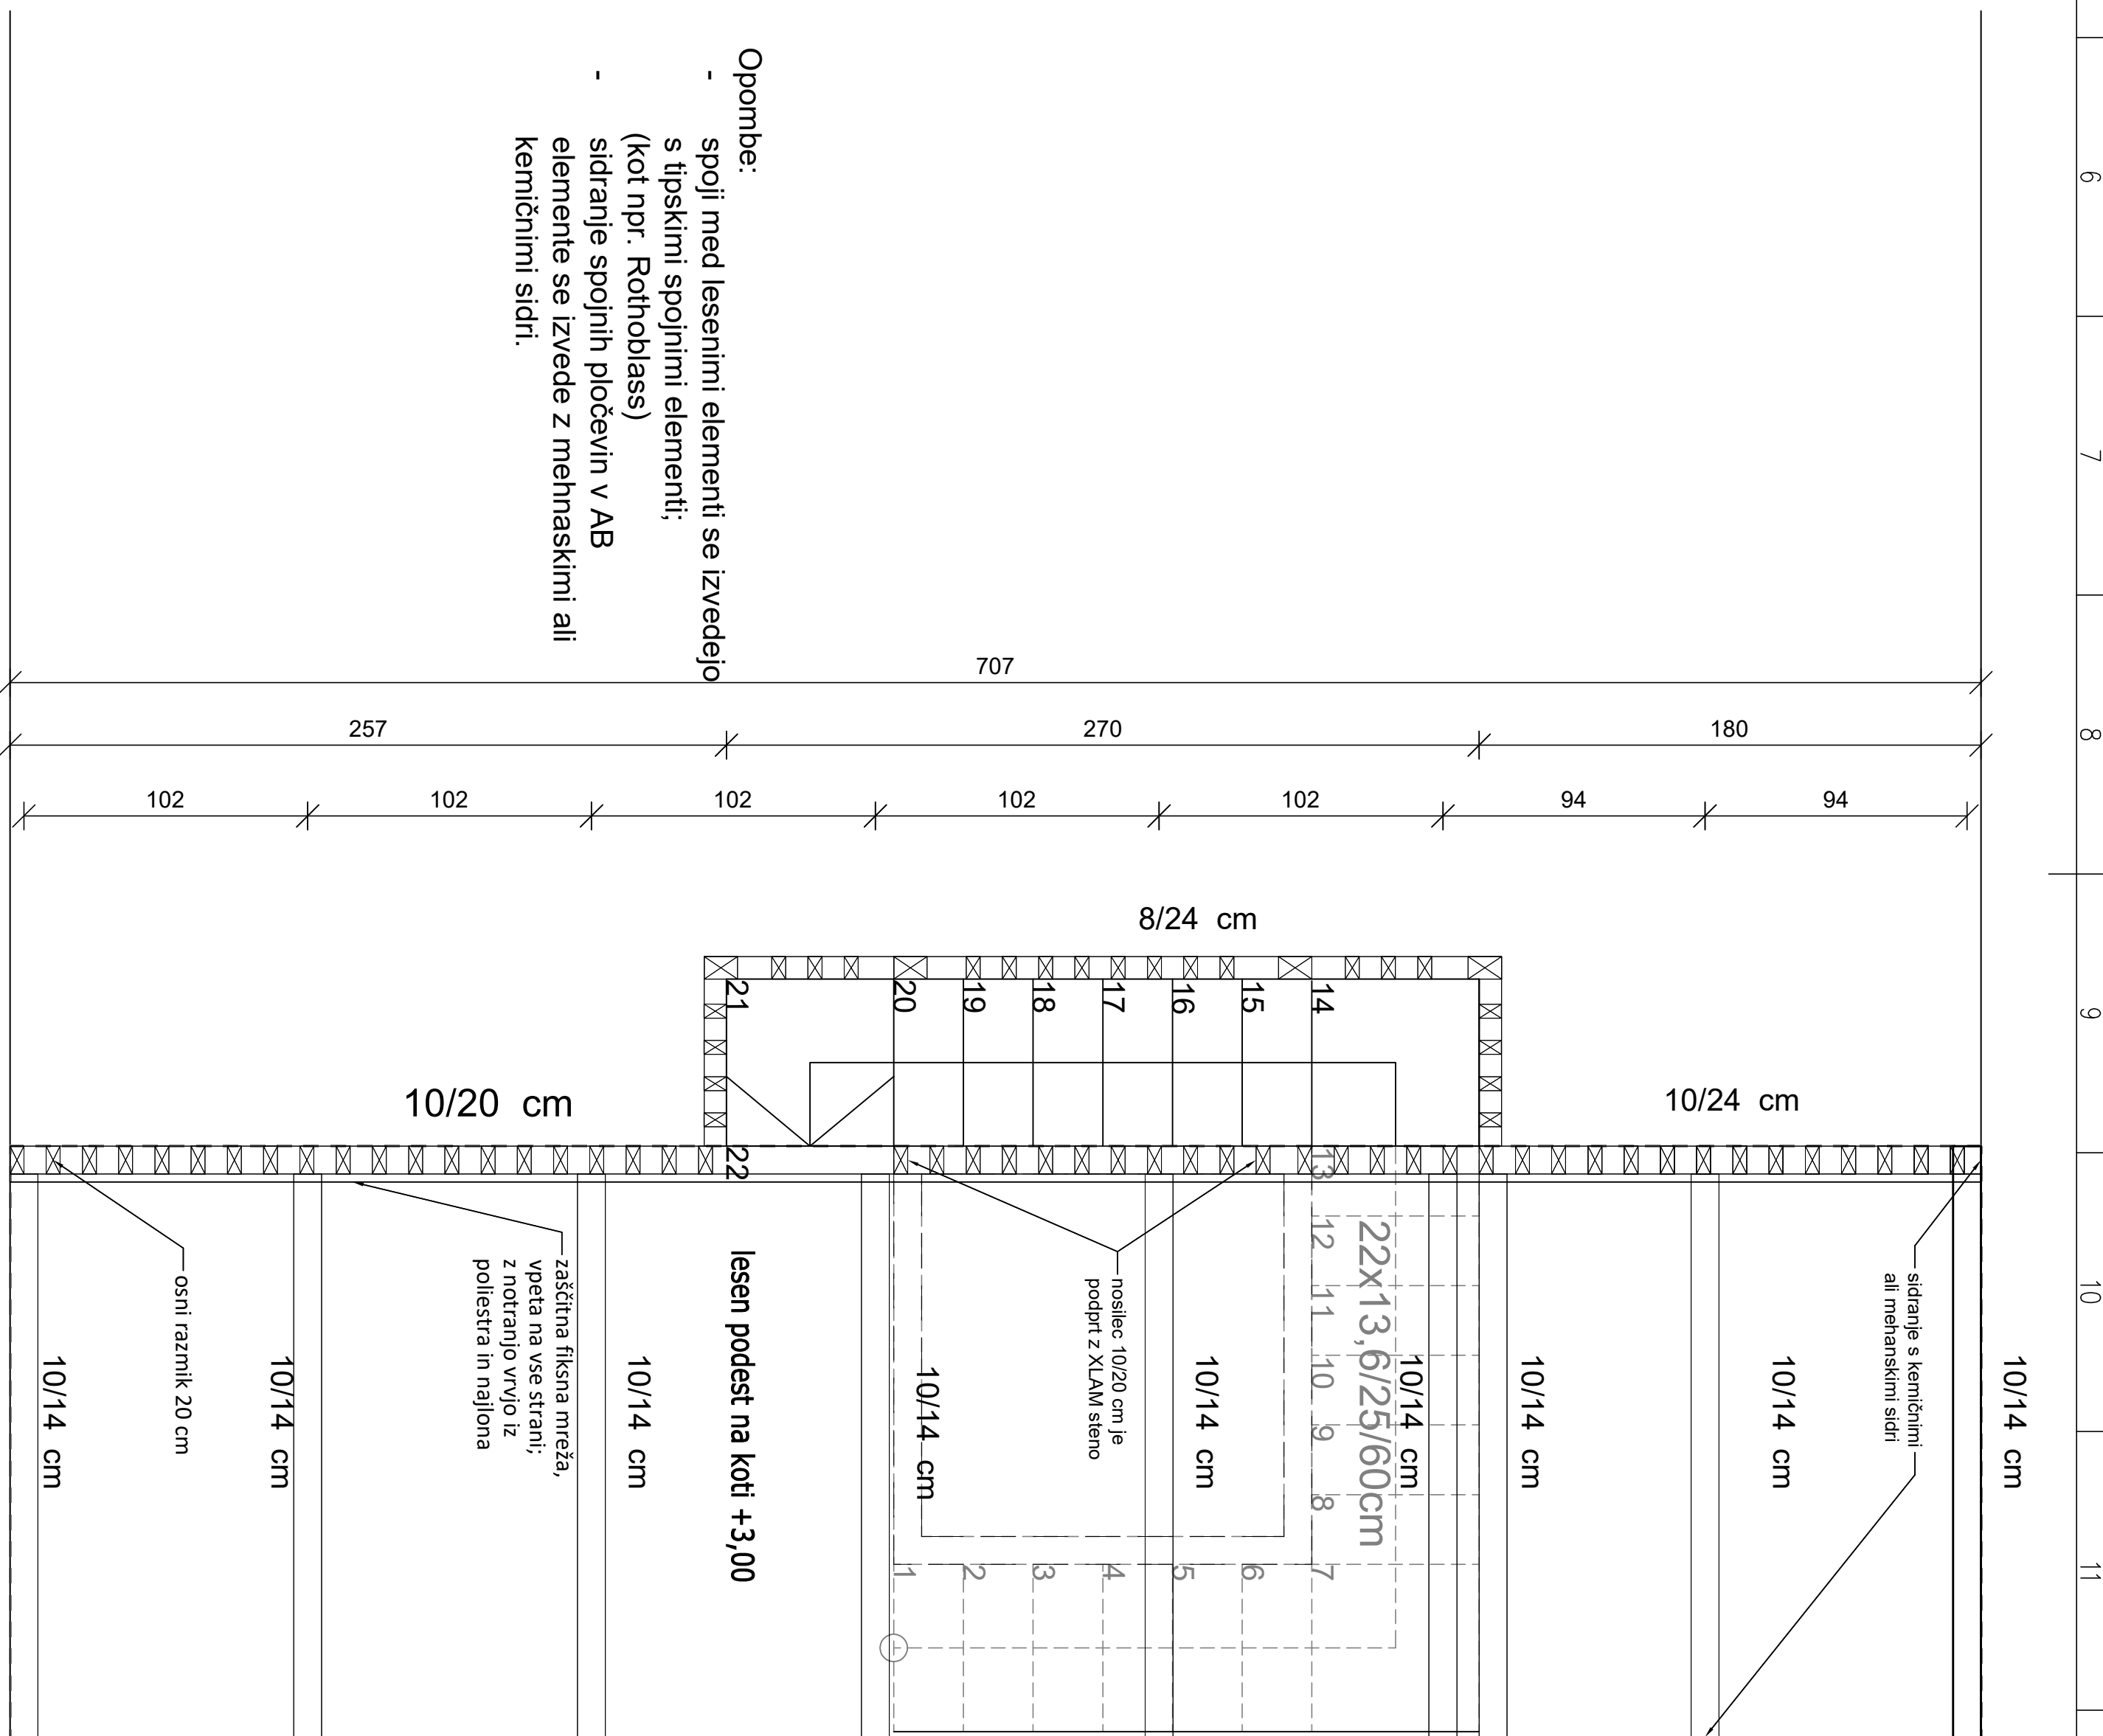 Opombe:
- spoji med lesenimi elementi se izvedejo
s tipskimi spojnimi elementi;
(kot npr. Rothoblass)
- sidranje spojnih pločevin v AB
elemente se izvede z mehnaskimi ali
kemičnimi sidri.
6
7
8
9
10
11
707
257
270
180
102
102
102
102
102
94
94
8/24 cm
10/20 cm
10/24 cm
21
20
19
18
17
16
15
14
22
13
12
11
10
9
8
7
6
5
4
3
2
1
22x13,6/25/60cm
sidranje s kemičnimi
ali mehanskimi sidri
nosilec 10/20 cm je
podprt z XLAM steno
lesen podest na koti +3,00
zaščitna fiksna mreža,
vpeta na vse strani;
z notranjo vrvjo iz
poliestra in najlona
osni razmik 20 cm
10/14 cm
10/14 cm
10/14 cm
10/14 cm
10/14 cm
10/14 cm
10/14 cm
10/14 cm
10/14 cm